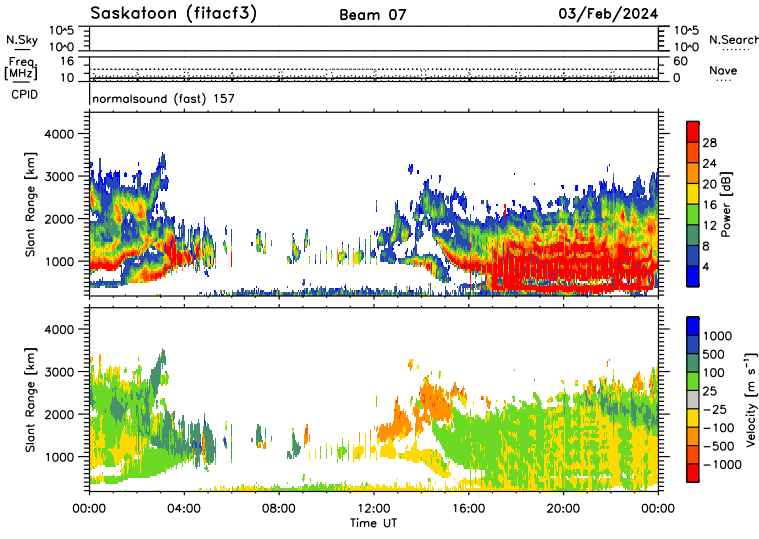 Saskatoon (fitacf3) Beam 07 03/Feb/2024
N.Sky 10^5 10^0 10^5 10^0 N.Search
Freq. [MHz] 16 10 60 0 Nave
CPID normalsound (fast) 157
Slant Range [km] 4000 3000 2000 1000
Power [dB] 28 24 20 16 12 8 4
Slant Range [km] 4000 3000 2000 1000
Velocity [m s⁻¹] 1000 500 100 25 −25 −100 −500 −1000
00:00 04:00 08:00 12:00 16:00 20:00 00:00
Time UT